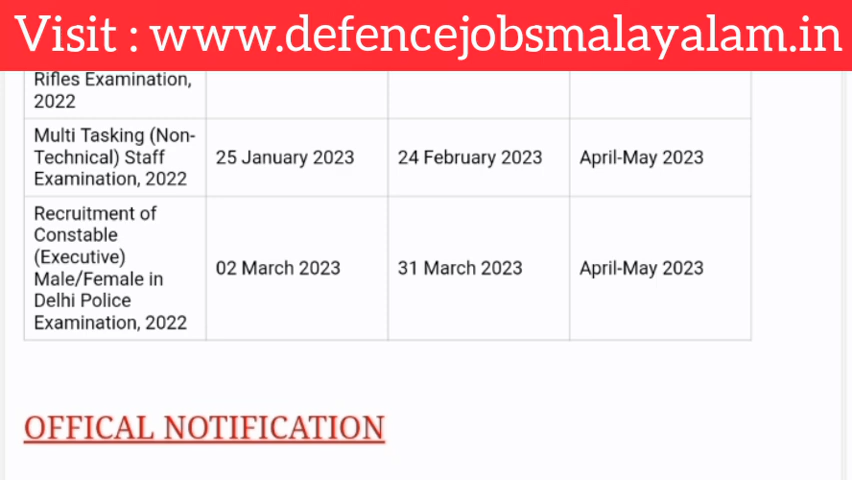 Visit : www.defencejobsmalayalam.in
Rifles Examination,
2022
Multi Tasking (Non-
Technical) Staff
Examination, 2022
25 January 2023
24 February 2023
April-May 2023
Recruitment of
Constable
(Executive)
Male/Female in
Delhi Police
Examination, 2022
02 March 2023
31 March 2023
April-May 2023
OFFICAL NOTIFICATION